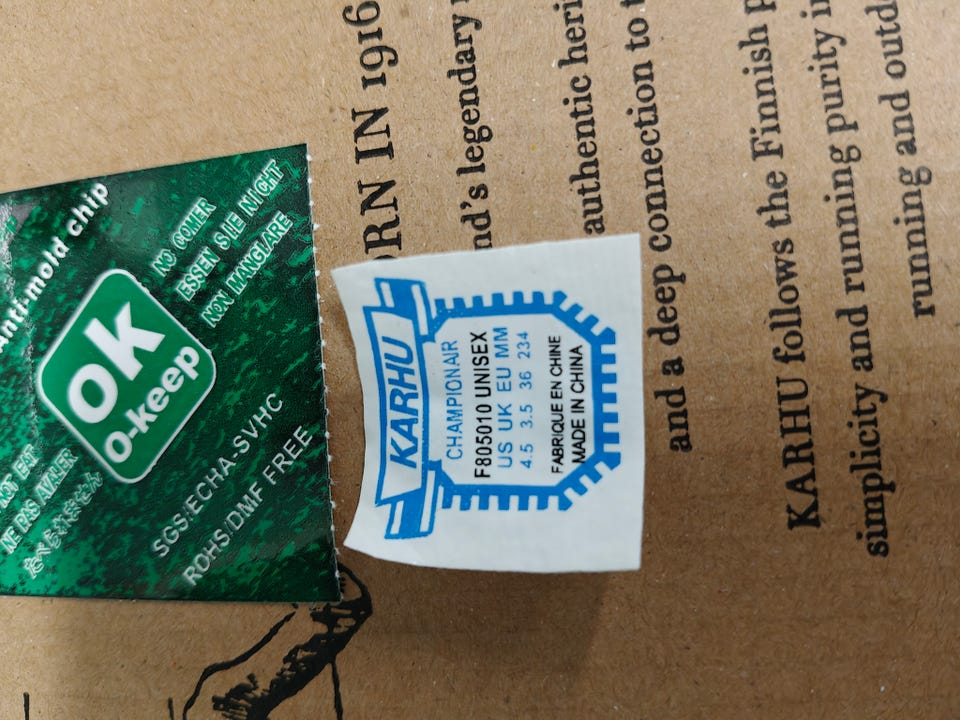 Anti-mold chip
ok
o-keep
NO COMER
ESSEN SIE NICHT
NON MANGIARE
NOT EAT
NE PAS AVALER
SGS/ECHA-SVHC
ROHS/DMF FREE
KARHU
CHAMPIONAIR
F805010 UNISEX
US UK EU MM
4.5 3.5 36 234
FABRIQUE EN CHINE
MADE IN CHINA
ORN IN 1916
nd's legendary
authentic heri
and a deep connection to t
KARHU follows the Finnish p
simplicity and running purity i
running and outd